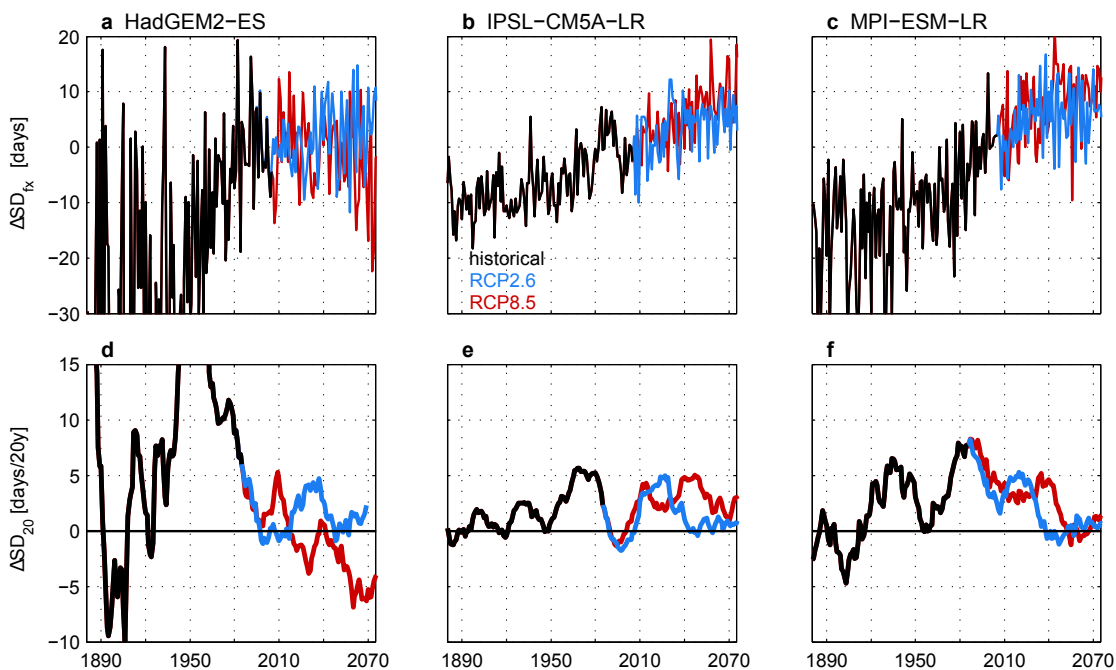 a HadGEM2−ES
b IPSL−CM5A−LR
c MPI−ESM−LR
20
10
0
−10
−20
−30
ΔSD_fx [days]
historical
RCP2.6
RCP8.5
d
e
f
15
10
5
0
−5
−10
ΔSD_20 [days/20y]
1890 1950 2010 2070
1890 1950 2010 2070
1890 1950 2010 2070